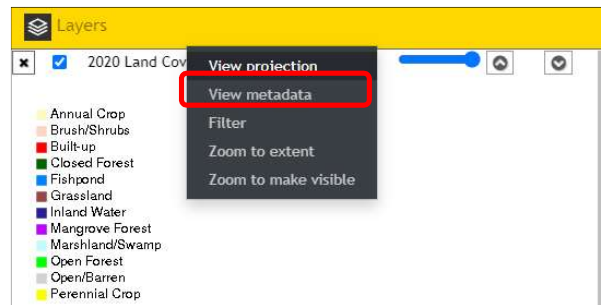 Layers
2020 Land Cov
View projection
View metadata
Filter
Zoom to extent
Zoom to make visible
Annual Crop
Brush/Shrubs
Built-up
Closed Forest
Fishpond
Grassland
Inland Water
Mangrove Forest
Marshland/Swamp
Open Forest
Open/Barren
Perennial Crop